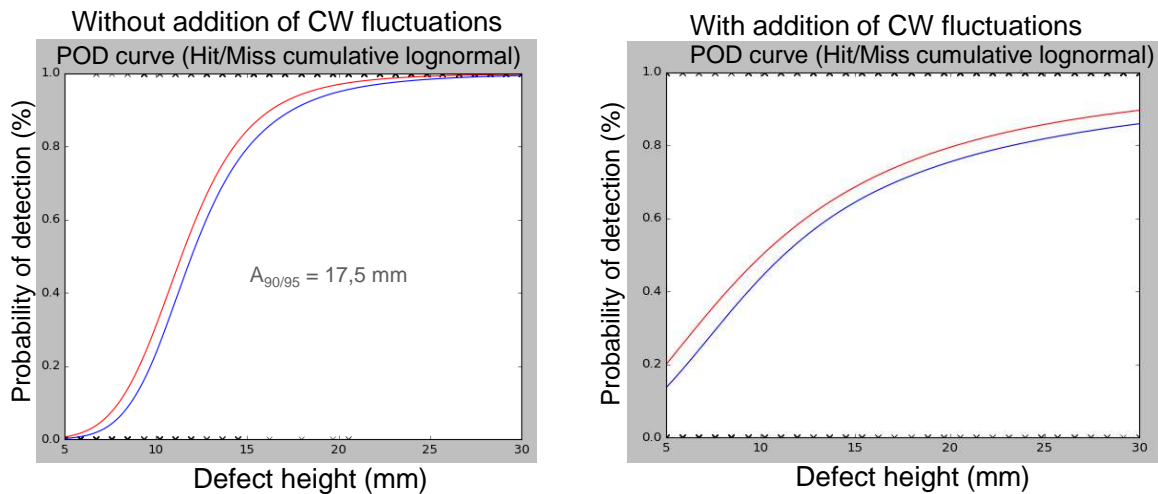 Without addition of CW fluctuations
POD curve (Hit/Miss cumulative lognormal)
Probability of detection (%)
1.0
0.8
0.6
0.4
0.2
0.0
A90/95 = 17,5 mm
5
10
15
20
25
30
Defect height (mm)
With addition of CW fluctuations
POD curve (Hit/Miss cumulative lognormal)
Probability of detection (%)
1.0
0.8
0.6
0.4
0.2
0.0
5
10
15
20
25
30
Defect height (mm)